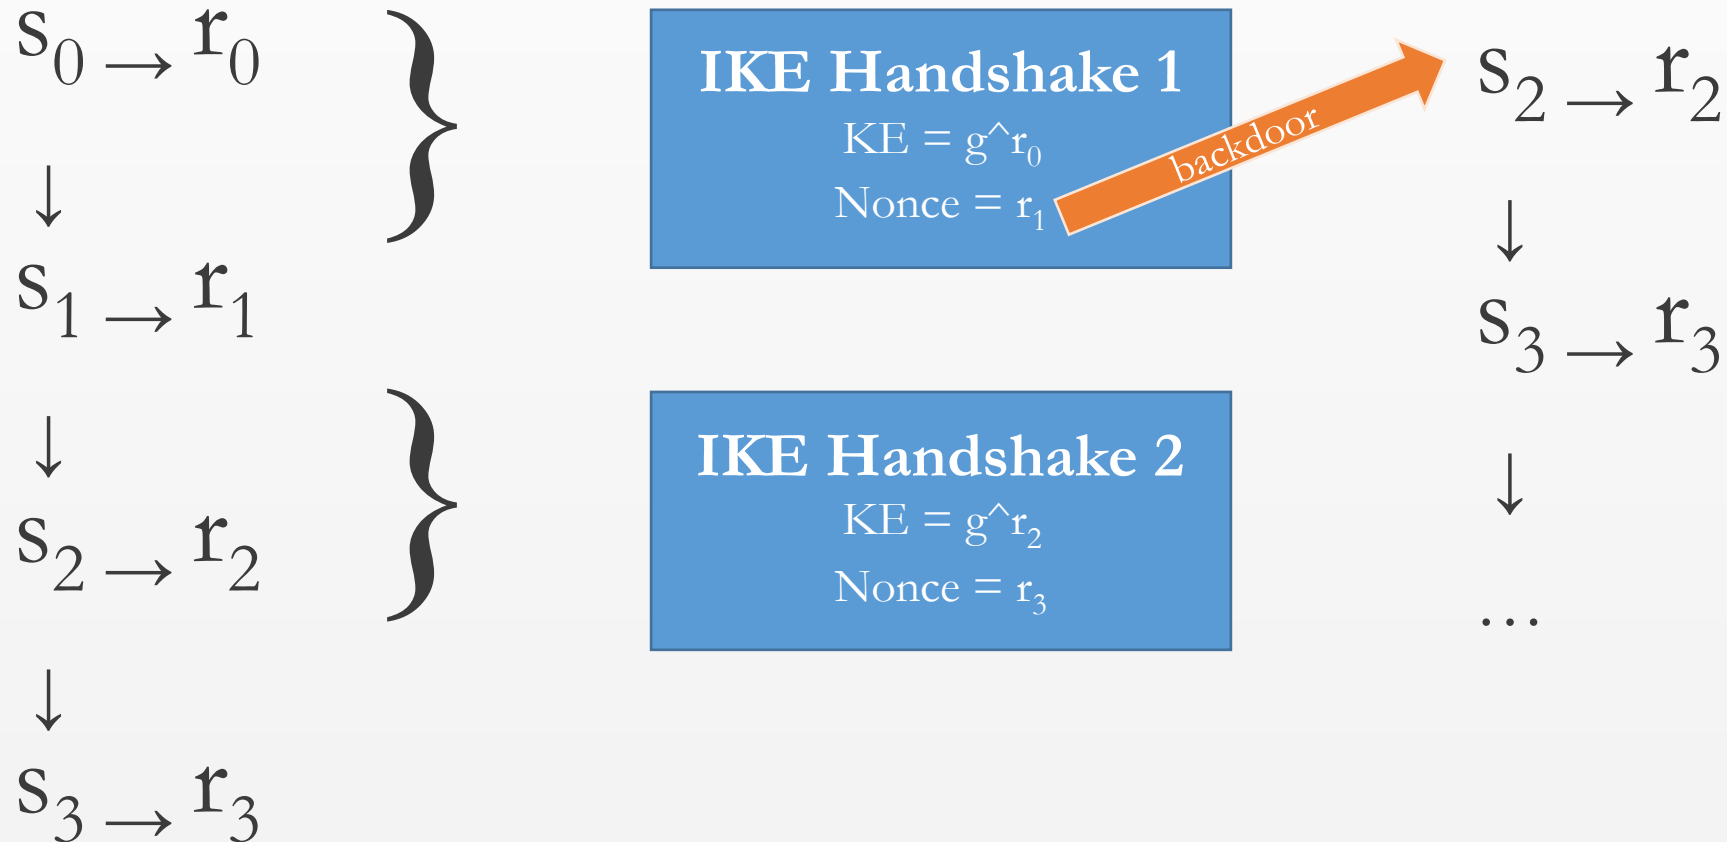 s₀ → r₀
↓
s₁ → r₁
↓
s₂ → r₂
↓
s₃ → r₃
IKE Handshake 1
KE = g^r₀
Nonce = r₁
backdoor
IKE Handshake 2
KE = g^r₂
Nonce = r₃
s₂ → r₂
↓
s₃ → r₃
↓
...